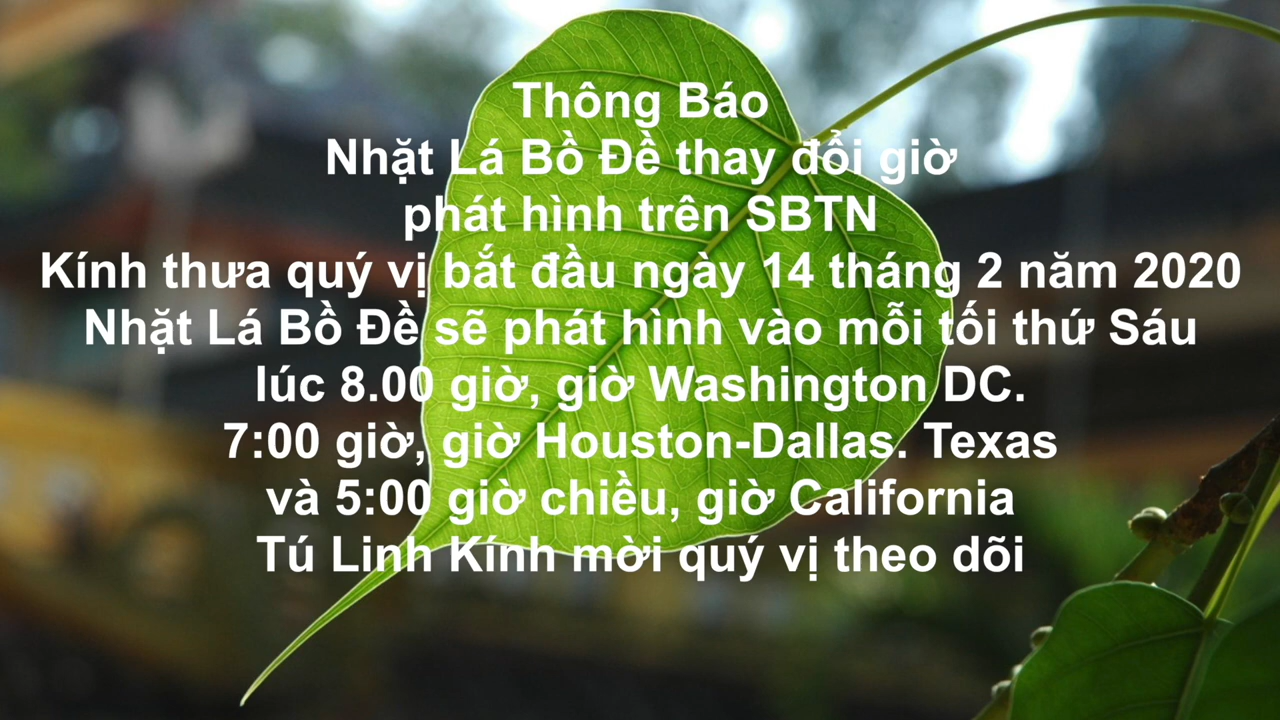 Thông Báo
Nhặt Lá Bồ Đề thay đổi giờ
phát hình trên SBTN
Kính thưa quý vị bắt đầu ngày 14 tháng 2 năm 2020
Nhặt Lá Bồ Đề sẽ phát hình vào mỗi tối thứ Sáu
lúc 8.00 giờ, giờ Washington DC.
7:00 giờ, giờ Houston-Dallas. Texas
và 5:00 giờ chiều, giờ California
Tú Linh Kính mời quý vị theo dõi